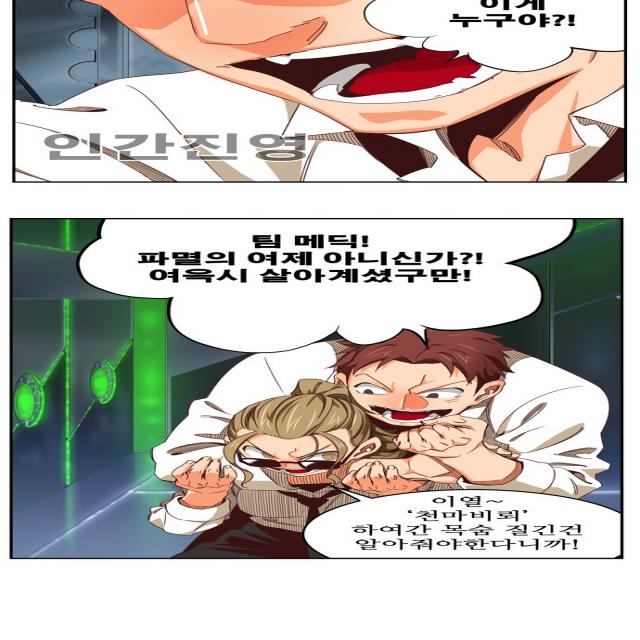 이게
누구야?!
인간진영
팀 메딕!
파멸의 여제 아니신가?!
여윽시 살아계셨구만!
이열~
‘천마비뢰’
하여간 목숨 질긴건
알아줘야한다니까!